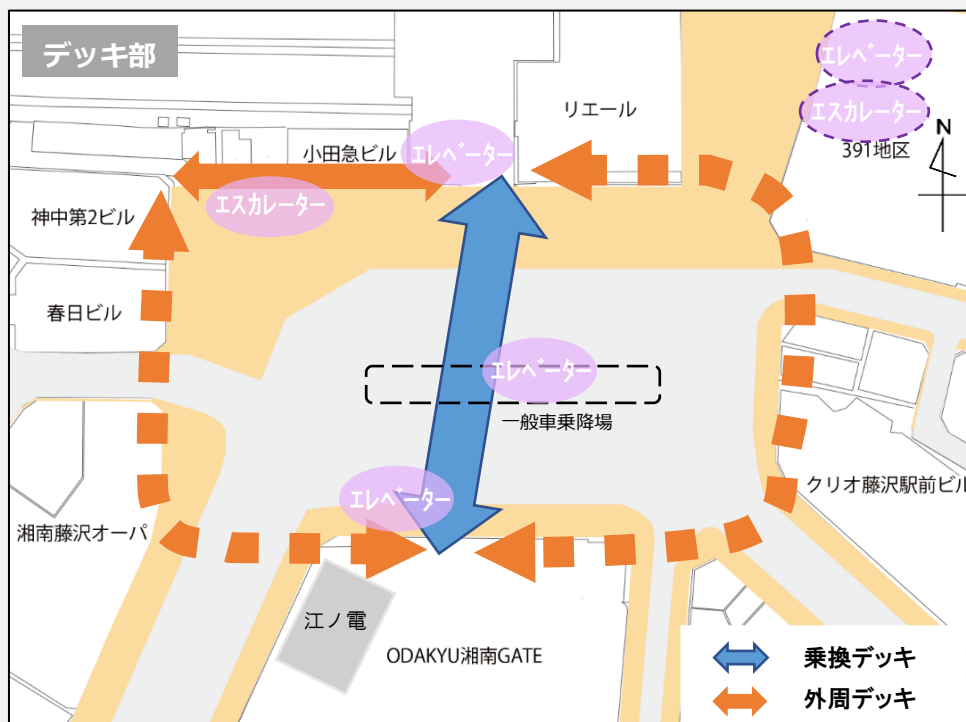 デッキ部
エレベーター
エスカレーター
391地区
N
リエール
小田急ビル
エレベーター
エスカレーター
神中第2ビル
春日ビル
エレベーター
一般車乗降場
エレベーター
クリオ藤沢駅前ビル
湘南藤沢オーパ
江ノ電
ODAKYU湘南GATE
乗換デッキ
外周デッキ